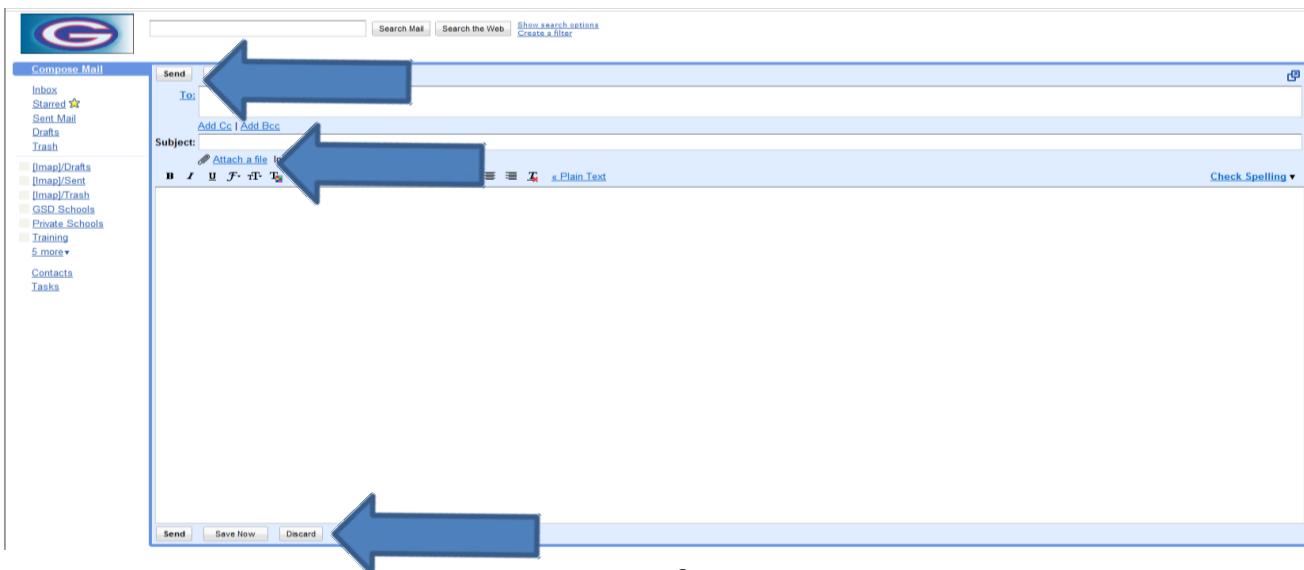 G
Search Mail Search the Web Show search options
Create a filter
Compose Mail
Inbox
Starred
Sent Mail
Drafts
Trash
[Imap]/Drafts
[Imap]/Sent
[Imap]/Trash
GSD Schools
Private Schools
Training
5 more ▾
Contacts
Tasks
Send
To:
Add Cc | Add Bcc
Subject:
Attach a file
B I U « Plain Text Check Spelling ▾
Send Save Now Discard